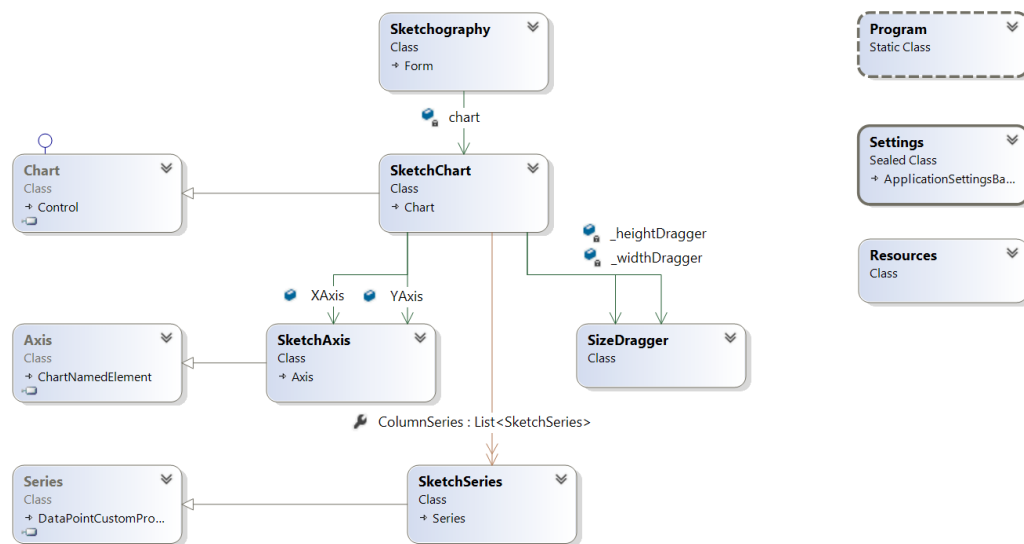 Sketchography
Class
Form
Program
Static Class
chart
Chart
Class
Control
SketchChart
Class
Chart
Settings
Sealed Class
ApplicationSettingsBa...
_heightDragger
_widthDragger
Resources
Class
XAxis
YAxis
Axis
Class
ChartNamedElement
SketchAxis
Class
Axis
SizeDragger
Class
ColumnSeries : List<SketchSeries>
Series
Class
DataPointCustomPro...
SketchSeries
Class
Series